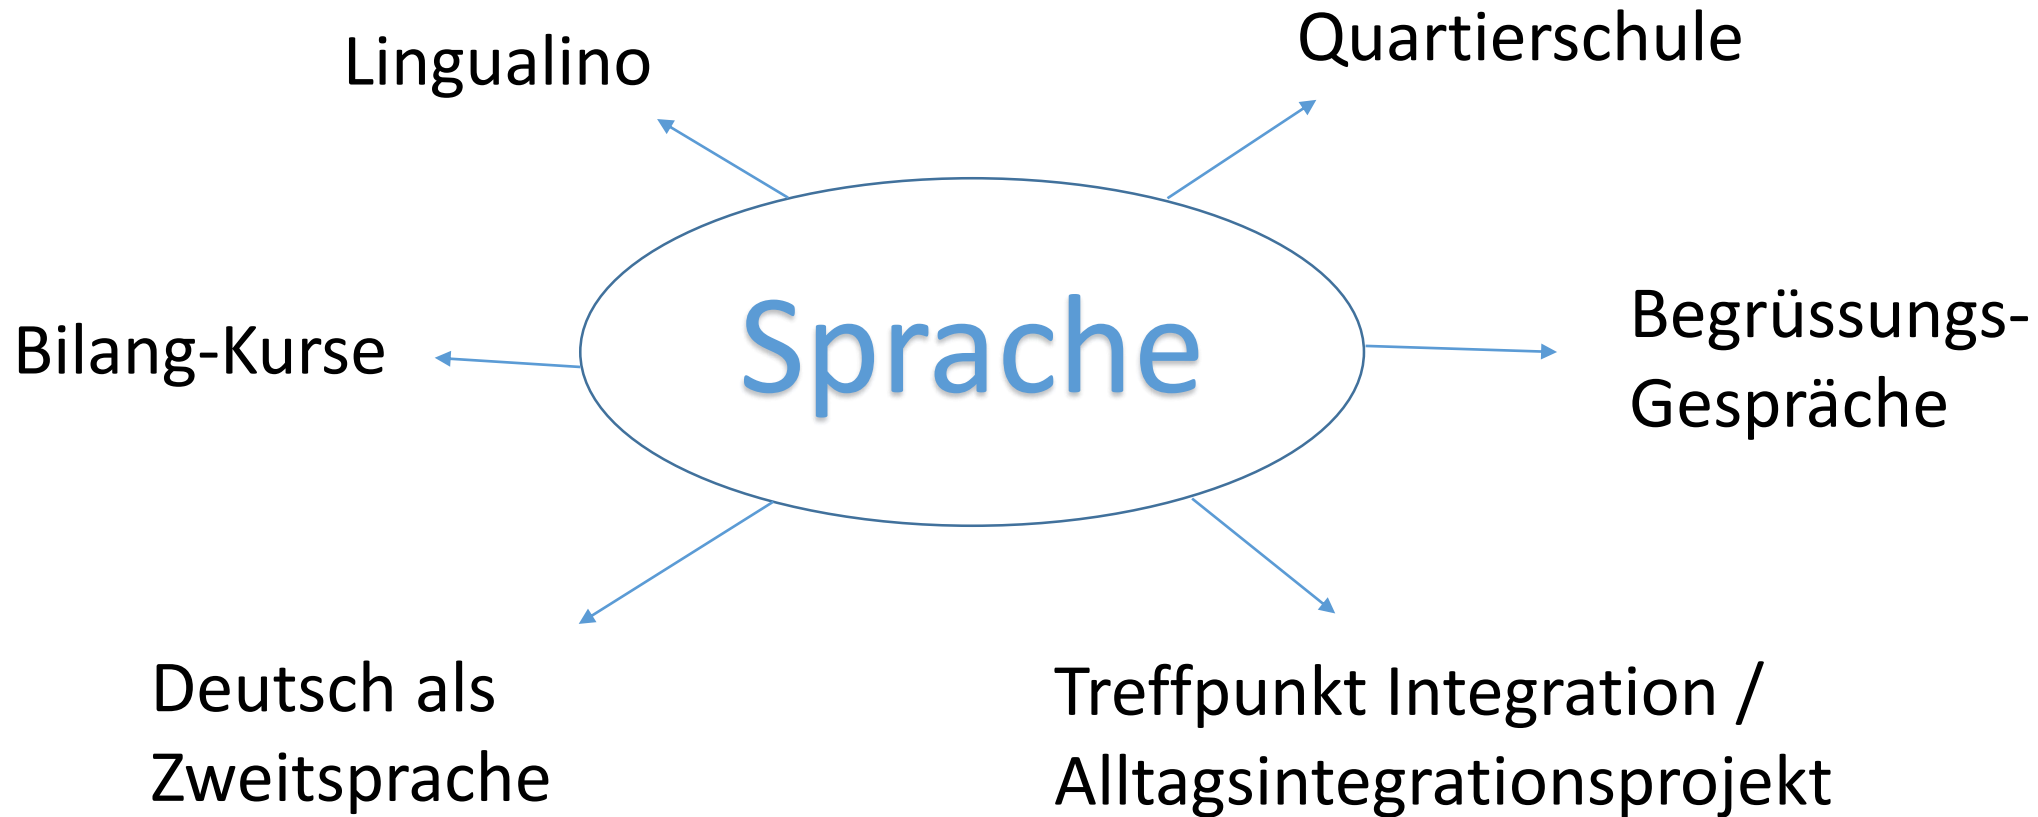 Lingualino
Quartierschule
Sprache
Bilang-Kurse
Begrüssungs-
Gespräche
Deutsch als
Zweitsprache
Treffpunkt Integration /
Alltagsintegrationsprojekt